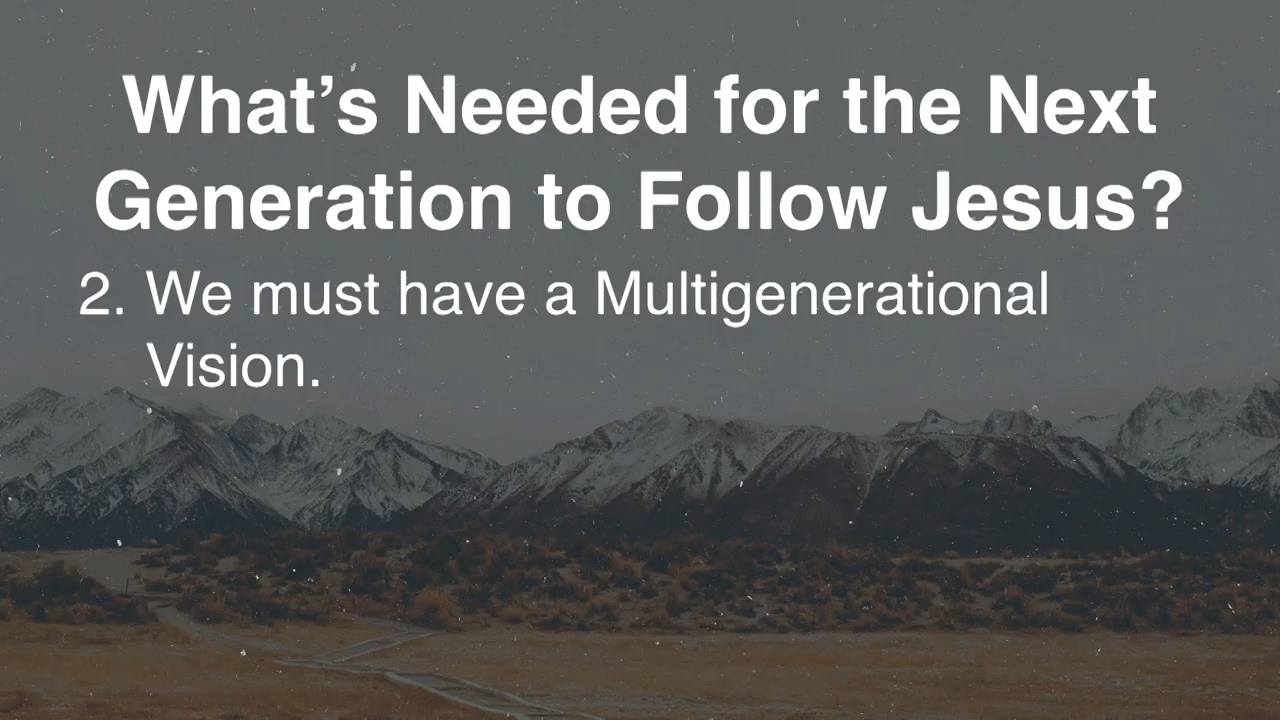 What’s Needed for the Next
Generation to Follow Jesus?
2. We must have a Multigenerational
Vision.